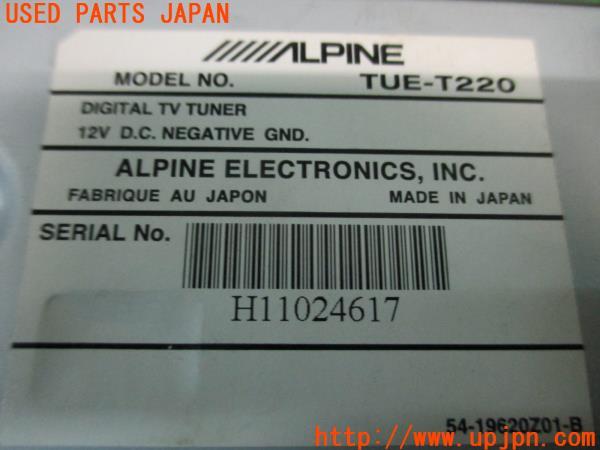 USED PARTS JAPAN
ALPINE
MODEL NO. TUE-T220
DIGITAL TV TUNER
12V D.C. NEGATIVE GND.
ALPINE ELECTRONICS, INC.
FABRIQUE AU JAPON MADE IN JAPAN
SERIAL No.
H11024617
54-19620Z01-B
UPJ
http://www.upjpn.com